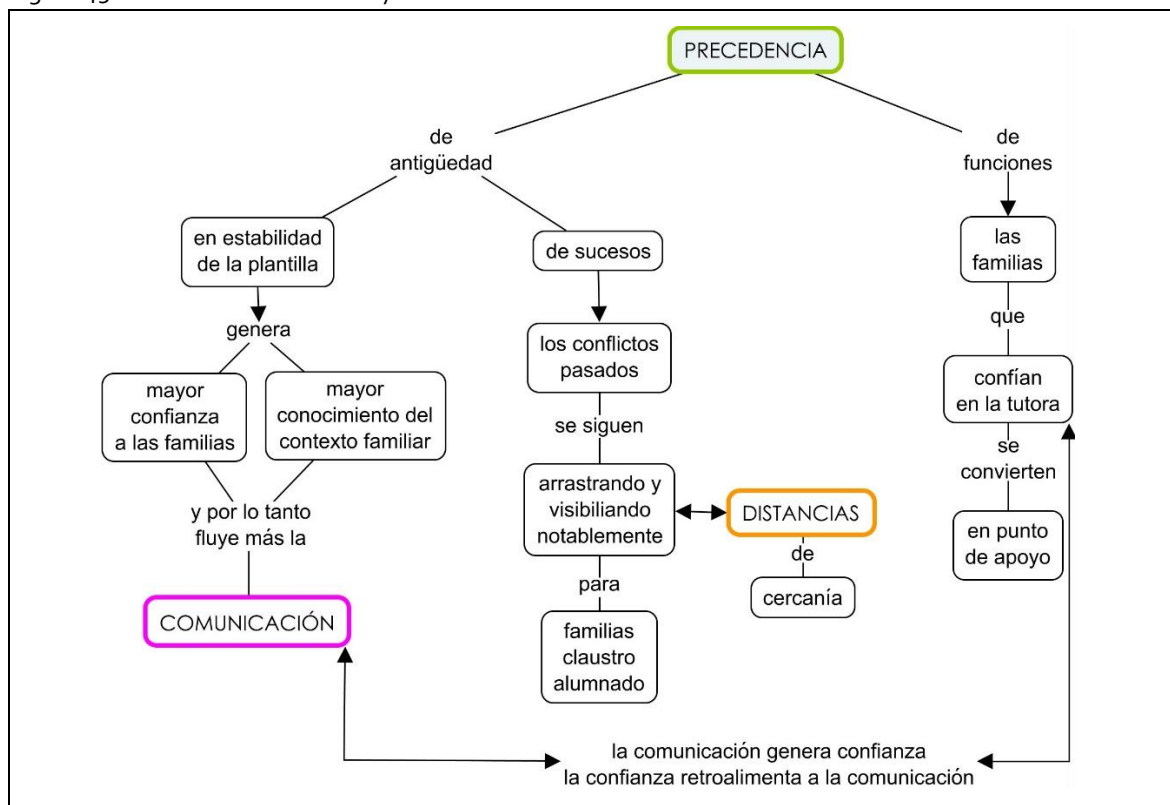 PRECEDENCIA
de
antigüedad
de
funciones
en estabilidad
de la plantilla
de sucesos
las
familias
genera
que
los conflictos
pasados
mayor
confianza
a las familias
mayor
conocimiento del
contexto familiar
confían
en la tutora
se siguen
se
convierten
arrastrando y
visibiliando
notablemente
DISTANCIAS
y por lo tanto
fluye más la
en punto
de apoyo
de
para
cercanía
COMUNICACIÓN
familias
claustro
alumnado
la comunicación genera confianza
la confianza retroalimenta a la comunicación